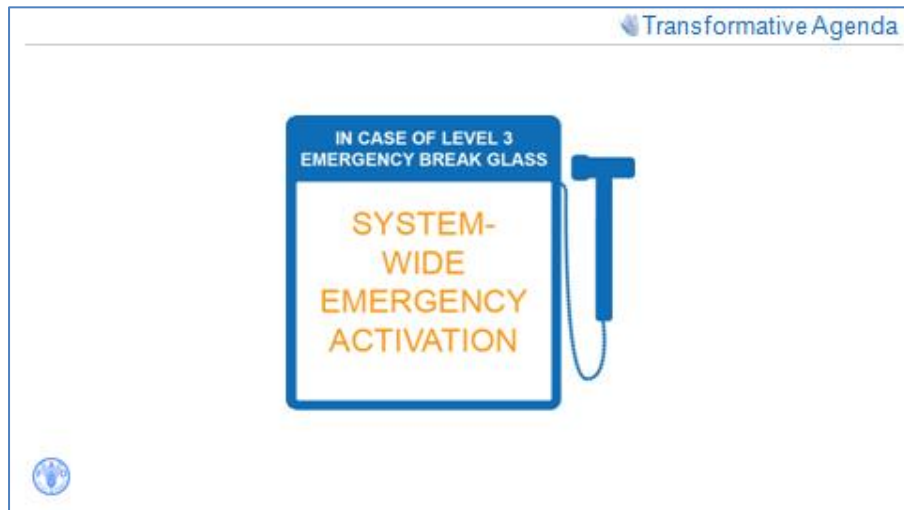 Transformative Agenda
IN CASE OF LEVEL 3
EMERGENCY BREAK GLASS
SYSTEM-
WIDE
EMERGENCY
ACTIVATION